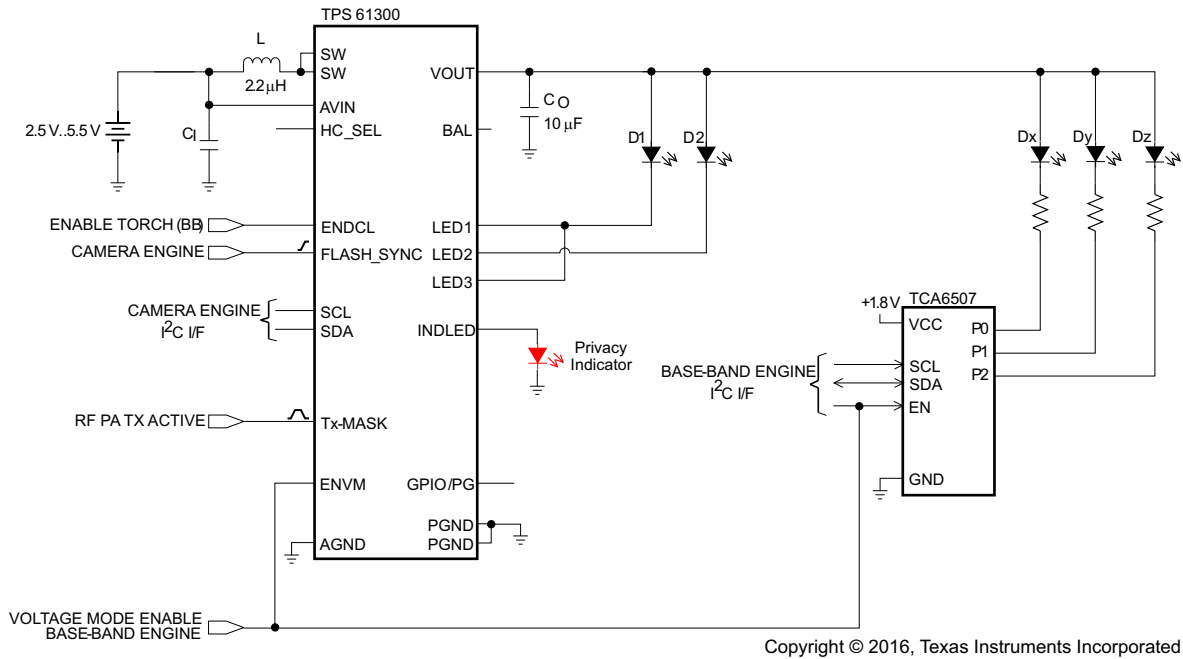 TPS 61300
L
2.2 μH
SW
SW
AVIN
HC_SEL
2.5 V..5.5 V
CI
VOUT
BAL
CO
10 μF
D1
D2
Dx
Dy
Dz
ENABLE TORCH (BB)
ENDCL
LED1
CAMERA ENGINE
FLASH_SYNC
LED2
LED3
CAMERA ENGINE
I2C I/F
SCL
SDA
INDLED
Privacy
Indicator
+1.8 V
TCA6507
VCC
P0
P1
P2
BASE-BAND ENGINE
I2C I/F
SCL
SDA
EN
GND
RF PA TX ACTIVE
Tx-MASK
ENVM
GPIO/PG
AGND
PGND
PGND
VOLTAGE MODE ENABLE
BASE-BAND ENGINE
Copyright © 2016, Texas Instruments Incorporated